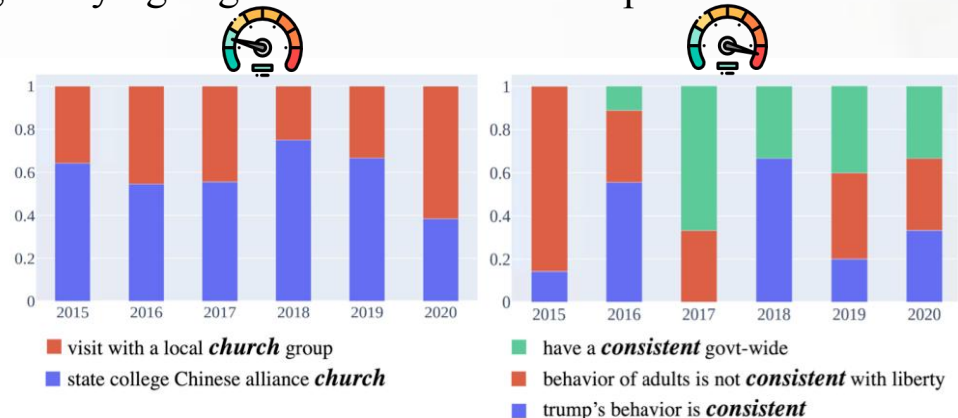 1
0.8
0.6
0.4
0.2
0
2015 2016 2017 2018 2019 2020
visit with a local church group
state college Chinese alliance church
1
0.8
0.6
0.4
0.2
0
2015 2016 2017 2018 2019 2020
have a consistent govt-wide
behavior of adults is not consistent with liberty
trump's behavior is consistent